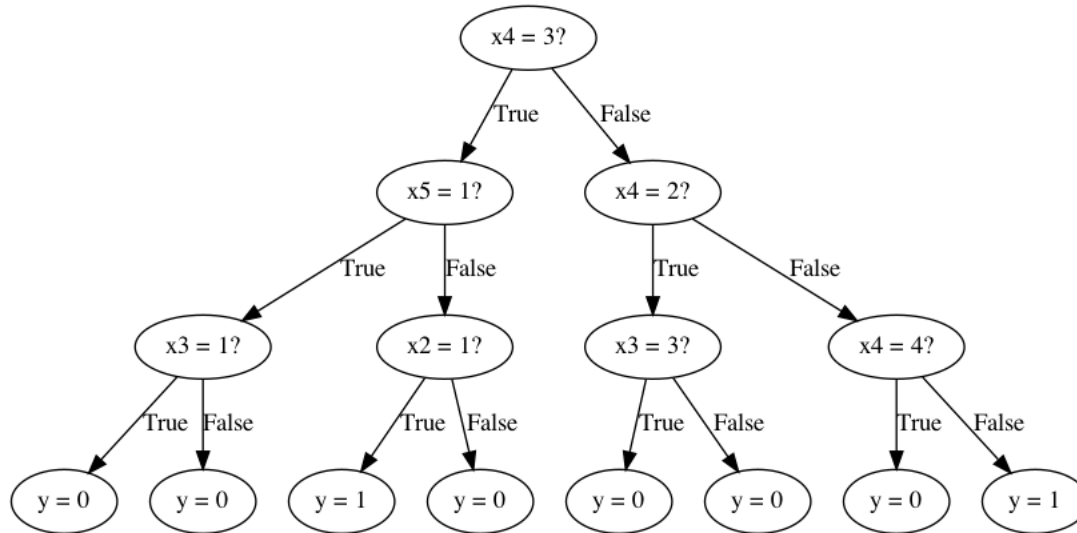 x4 = 3?
True
False
x5 = 1?
x4 = 2?
True
False
True
False
x3 = 1?
x2 = 1?
x3 = 3?
x4 = 4?
True
False
True
False
True
False
True
False
y = 0
y = 0
y = 1
y = 0
y = 0
y = 0
y = 0
y = 1